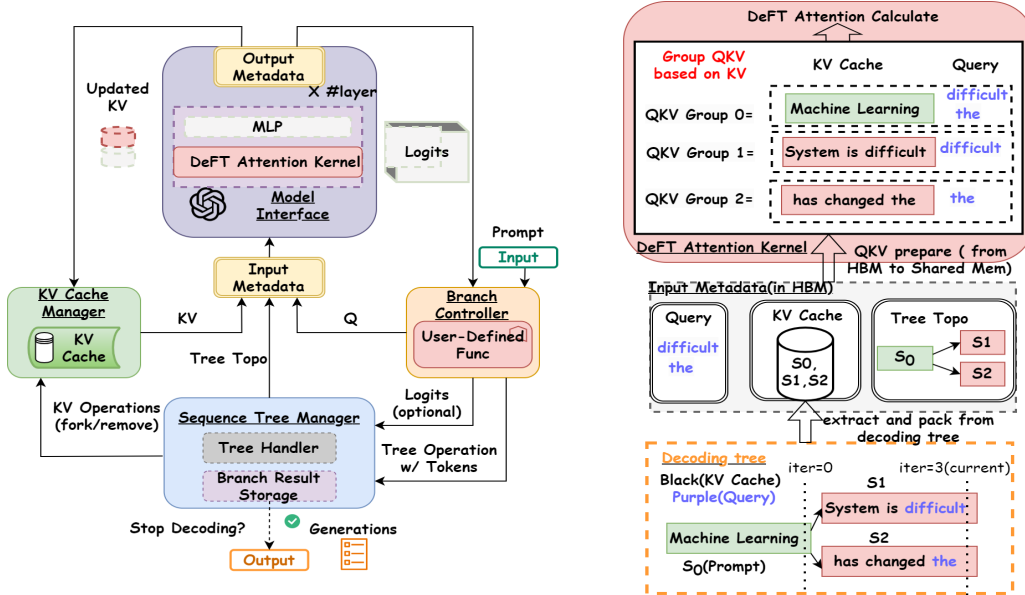 Output
Metadata
X #layer
Updated
KV
MLP
DeFT Attention Kernel
Logits
Model
Interface
Prompt
Input
Input
Metadata
KV Cache
Manager
KV
Cache
KV
Q
Branch
Controller
User-Defined
Func
Tree Topo
KV Operations
(fork/remove)
Logits
(optional)
Sequence Tree Manager
Tree Handler
Branch Result
Storage
Tree Operation
w/ Tokens
Stop Decoding?
Generations
Output
DeFT Attention Calculate
Group QKV
based on KV
KV Cache
Query
QKV Group 0=
Machine Learning
difficult
the
QKV Group 1=
System is difficult
difficult
QKV Group 2=
has changed the
the
DeFT Attention Kernel
QKV prepare ( from
HBM to Shared Mem)
Input Metadata(in HBM)
Query
difficult
the
KV Cache
S0,
S1,S2
Tree Topo
S0
S1
S2
extract and pack from
decoding tree
Decoding tree
iter=0
iter=3(current)
Black(KV Cache)
Purple(Query)
S1
System is difficult
Machine Learning
S2
has changed the
S0(Prompt)